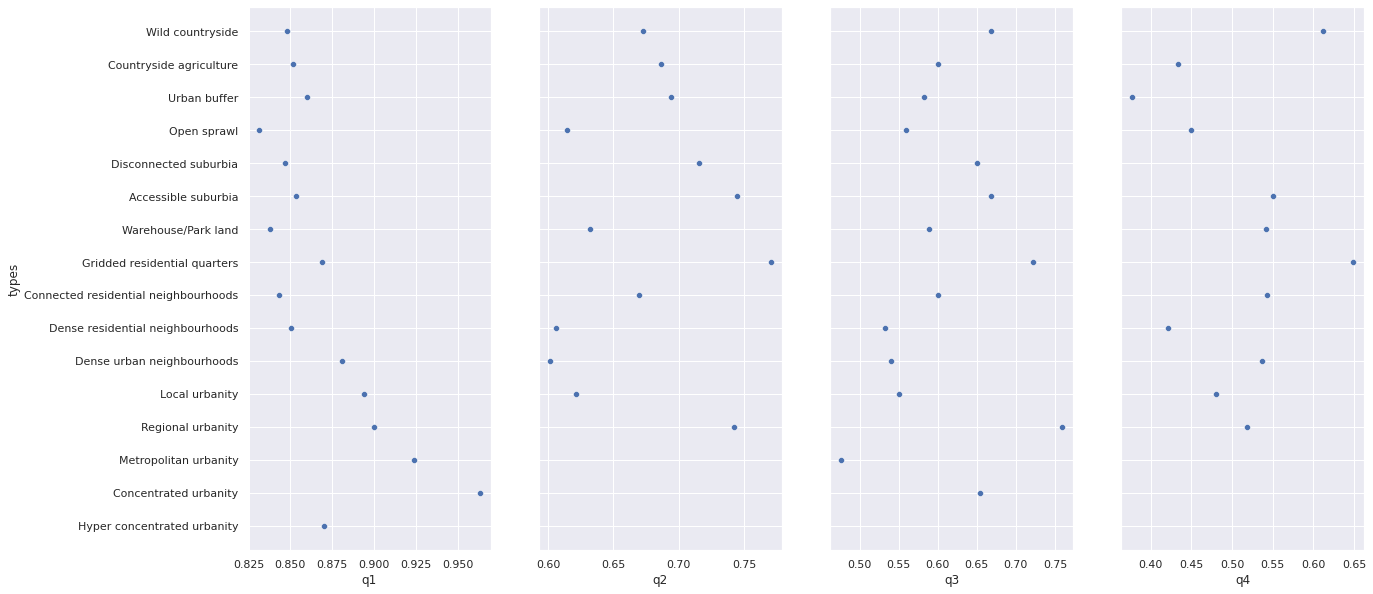 Wild countryside
Countryside agriculture
Urban buffer
Open sprawl
Disconnected suburbia
Accessible suburbia
Warehouse/Park land
Gridded residential quarters
Connected residential neighbourhoods
Dense residential neighbourhoods
Dense urban neighbourhoods
Local urbanity
Regional urbanity
Metropolitan urbanity
Concentrated urbanity
Hyper concentrated urbanity
types
0.825 0.850 0.875 0.900 0.925 0.950
q1
0.60 0.65 0.70 0.75
q2
0.50 0.55 0.60 0.65 0.70 0.75
q3
0.40 0.45 0.50 0.55 0.60 0.65
q4